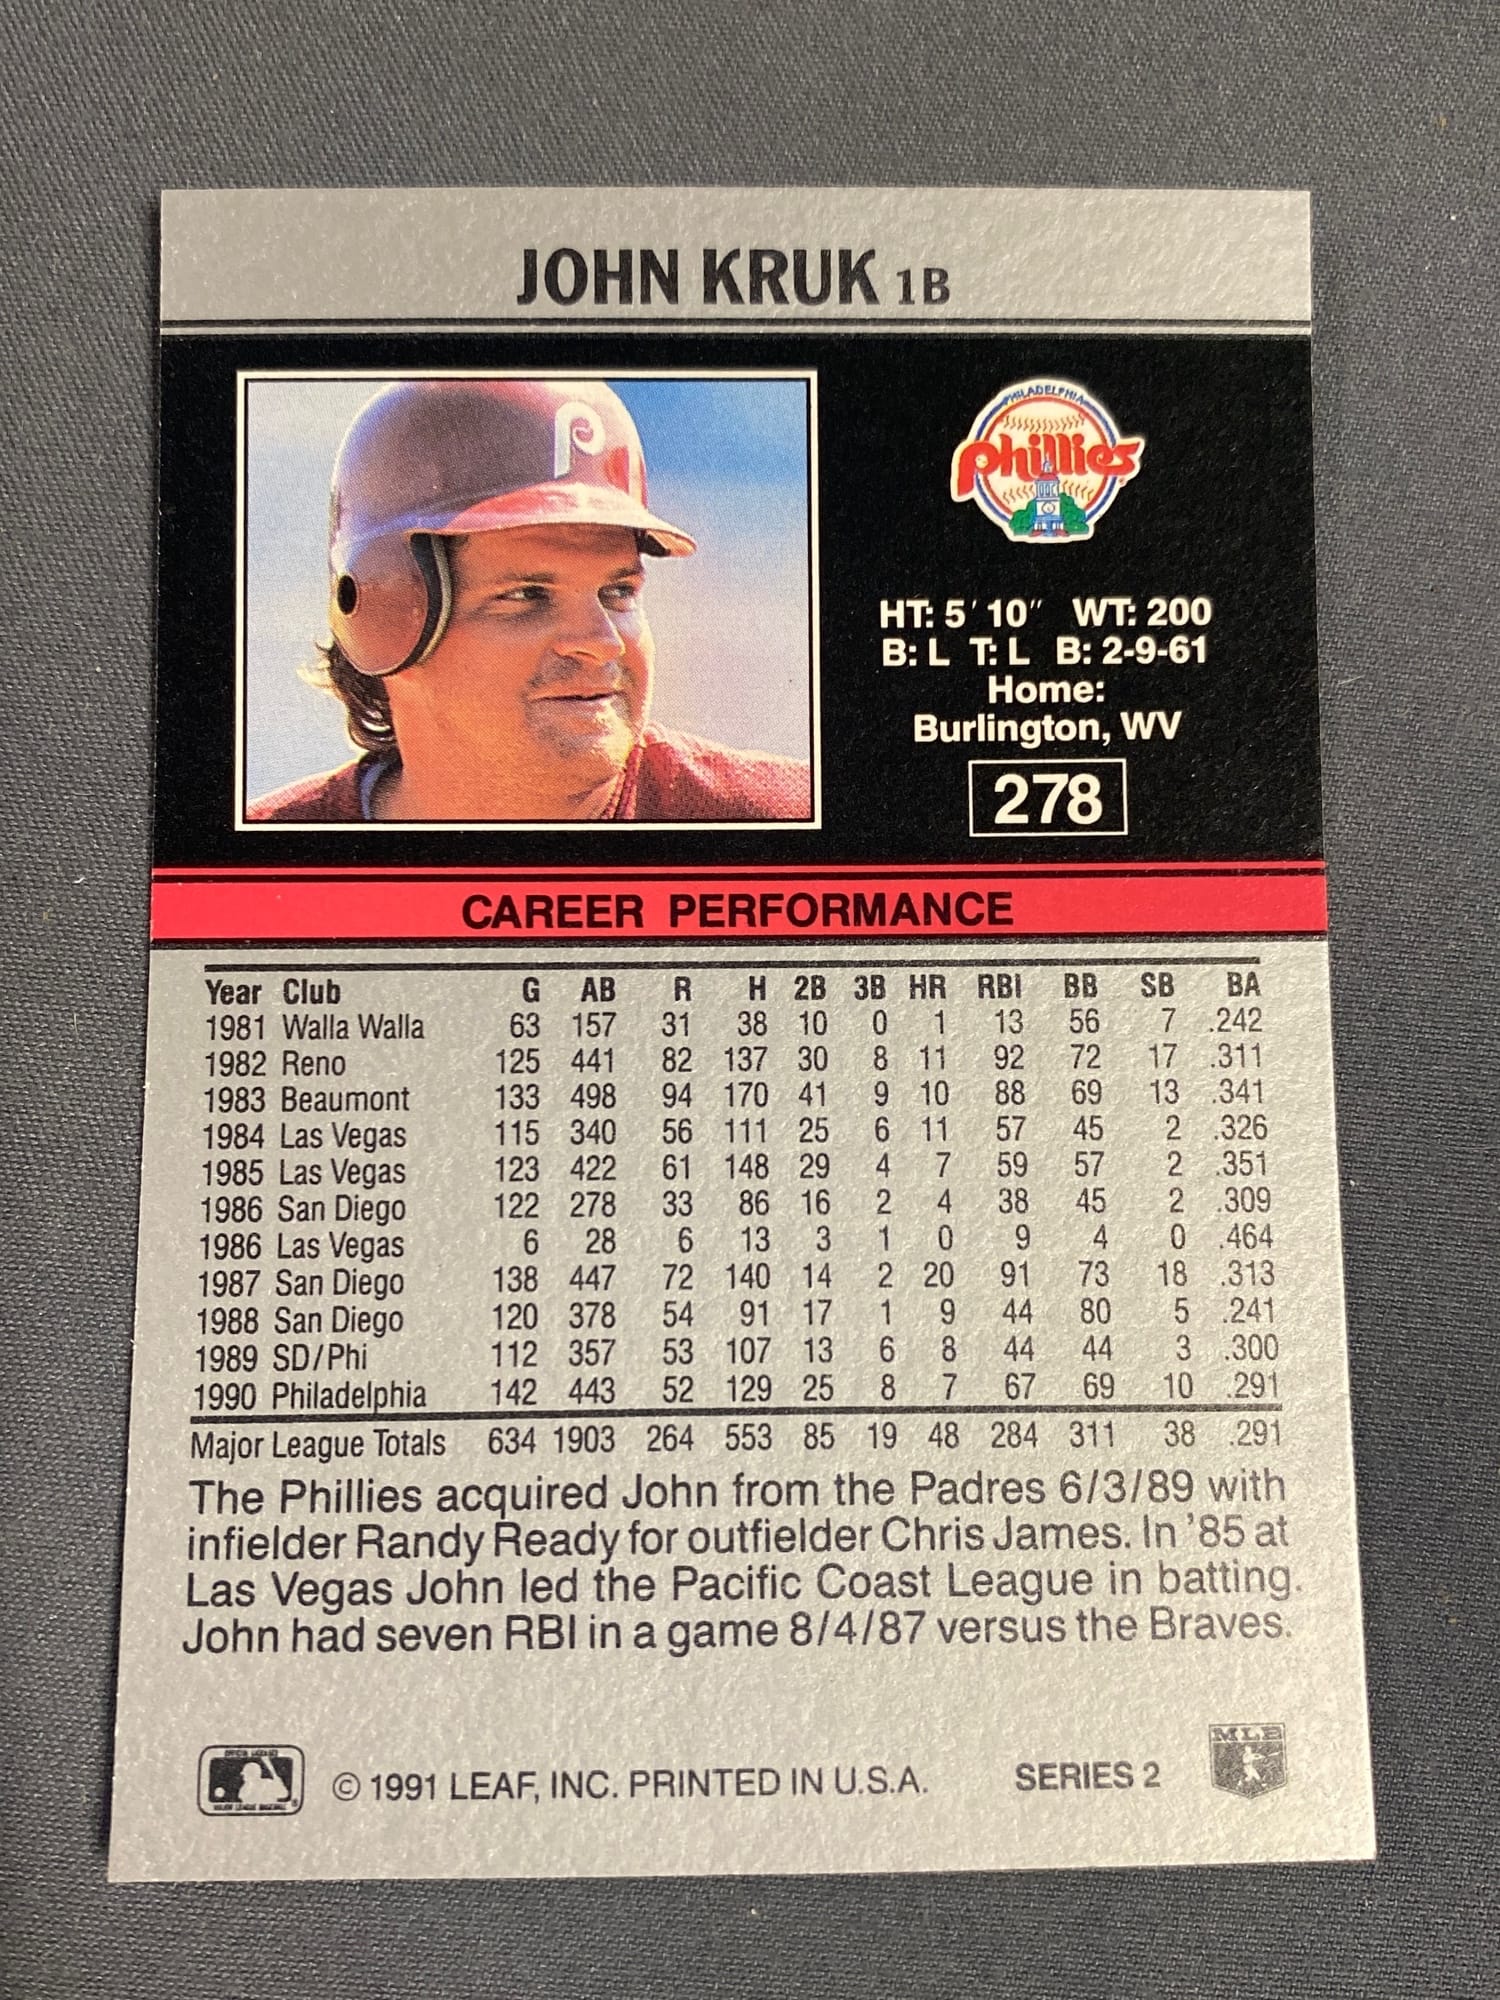 JOHN KRUK 1B
P
PHILADELPHIA
Phillies
HT: 5' 10" WT: 200
B: L T: L B: 2-9-61
Home:
Burlington, WV
278
CAREER PERFORMANCE
Year Club G AB R H 2B 3B HR RBI BB SB BA
1981 Walla Walla 63 157 31 38 10 0 1 13 56 7 .242
1982 Reno 125 441 82 137 30 8 11 92 72 17 .311
1983 Beaumont 133 498 94 170 41 9 10 88 69 13 .341
1984 Las Vegas 115 340 56 111 25 6 11 57 45 2 .326
1985 Las Vegas 123 422 61 148 29 4 7 59 57 2 .351
1986 San Diego 122 278 33 86 16 2 4 38 45 2 .309
1986 Las Vegas 6 28 6 13 3 1 0 9 4 0 .464
1987 San Diego 138 447 72 140 14 2 20 91 73 18 .313
1988 San Diego 120 378 54 91 17 1 9 44 80 5 .241
1989 SD/Phi 112 357 53 107 13 6 8 44 44 3 .300
1990 Philadelphia 142 443 52 129 25 8 7 67 69 10 .291
Major League Totals 634 1903 264 553 85 19 48 284 311 38 .291
The Phillies acquired John from the Padres 6/3/89 with
infielder Randy Ready for outfielder Chris James. In '85 at
Las Vegas John led the Pacific Coast League in batting.
John had seven RBI in a game 8/4/87 versus the Braves.
© 1991 LEAF, INC. PRINTED IN U.S.A.
SERIES 2
MLB